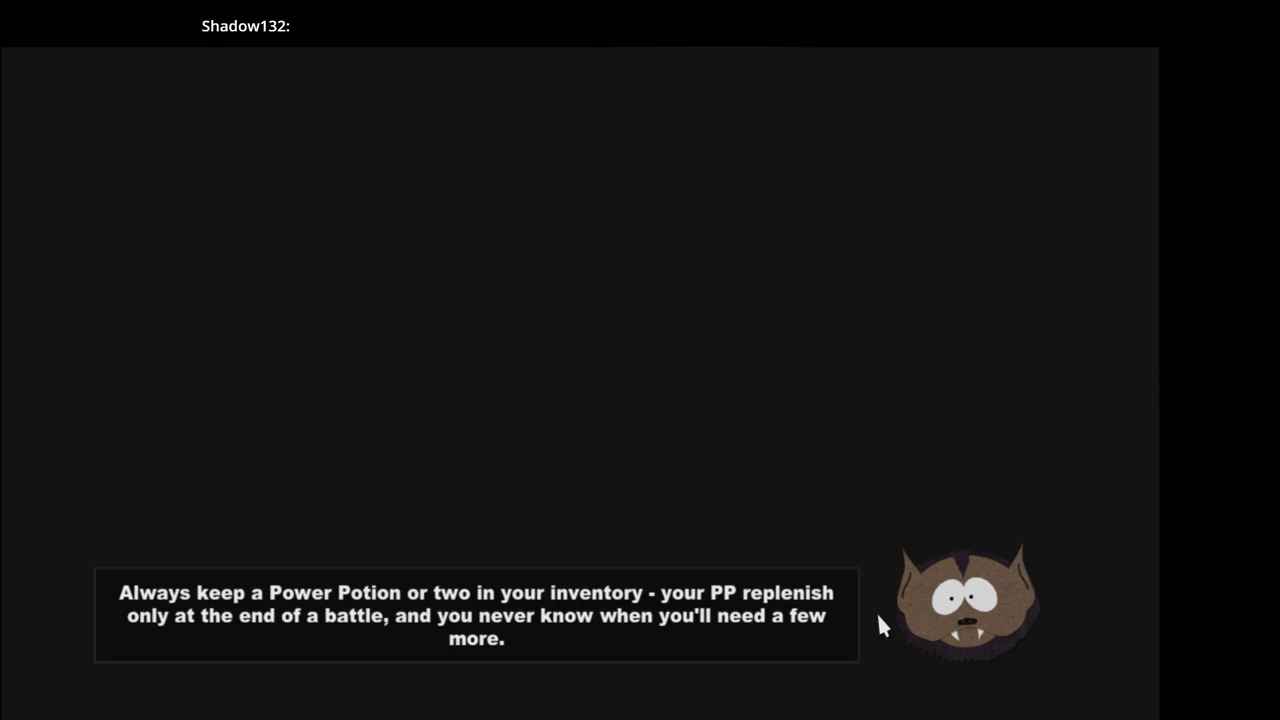 Shadow132:
Always keep a Power Potion or two in your inventory - your PP replenish
only at the end of a battle, and you never know when you'll need a few
more.